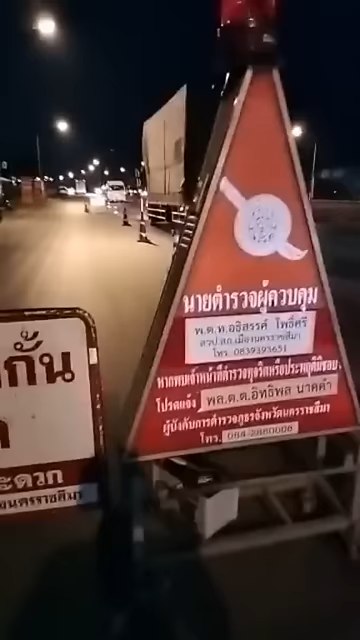 นายตำรวจผู้ควบคุม
พ.ต.ท.อธิสรรค์ โพธิ์ศรี
สวป.สภ.เมืองนครราชสีมา
โทร. 0839393651
หากพบเจ้าหน้าที่ตำรวจทุจริตหรือประพฤติมิชอบ
โปรดแจ้ง พล.ต.ต.อิทธิพล นาคดำ
ผู้บังคับการตำรวจภูธรจังหวัดนครราชสีมา
โทร. 084-2880008
กั้น
ะดวก
นครราชสีมา